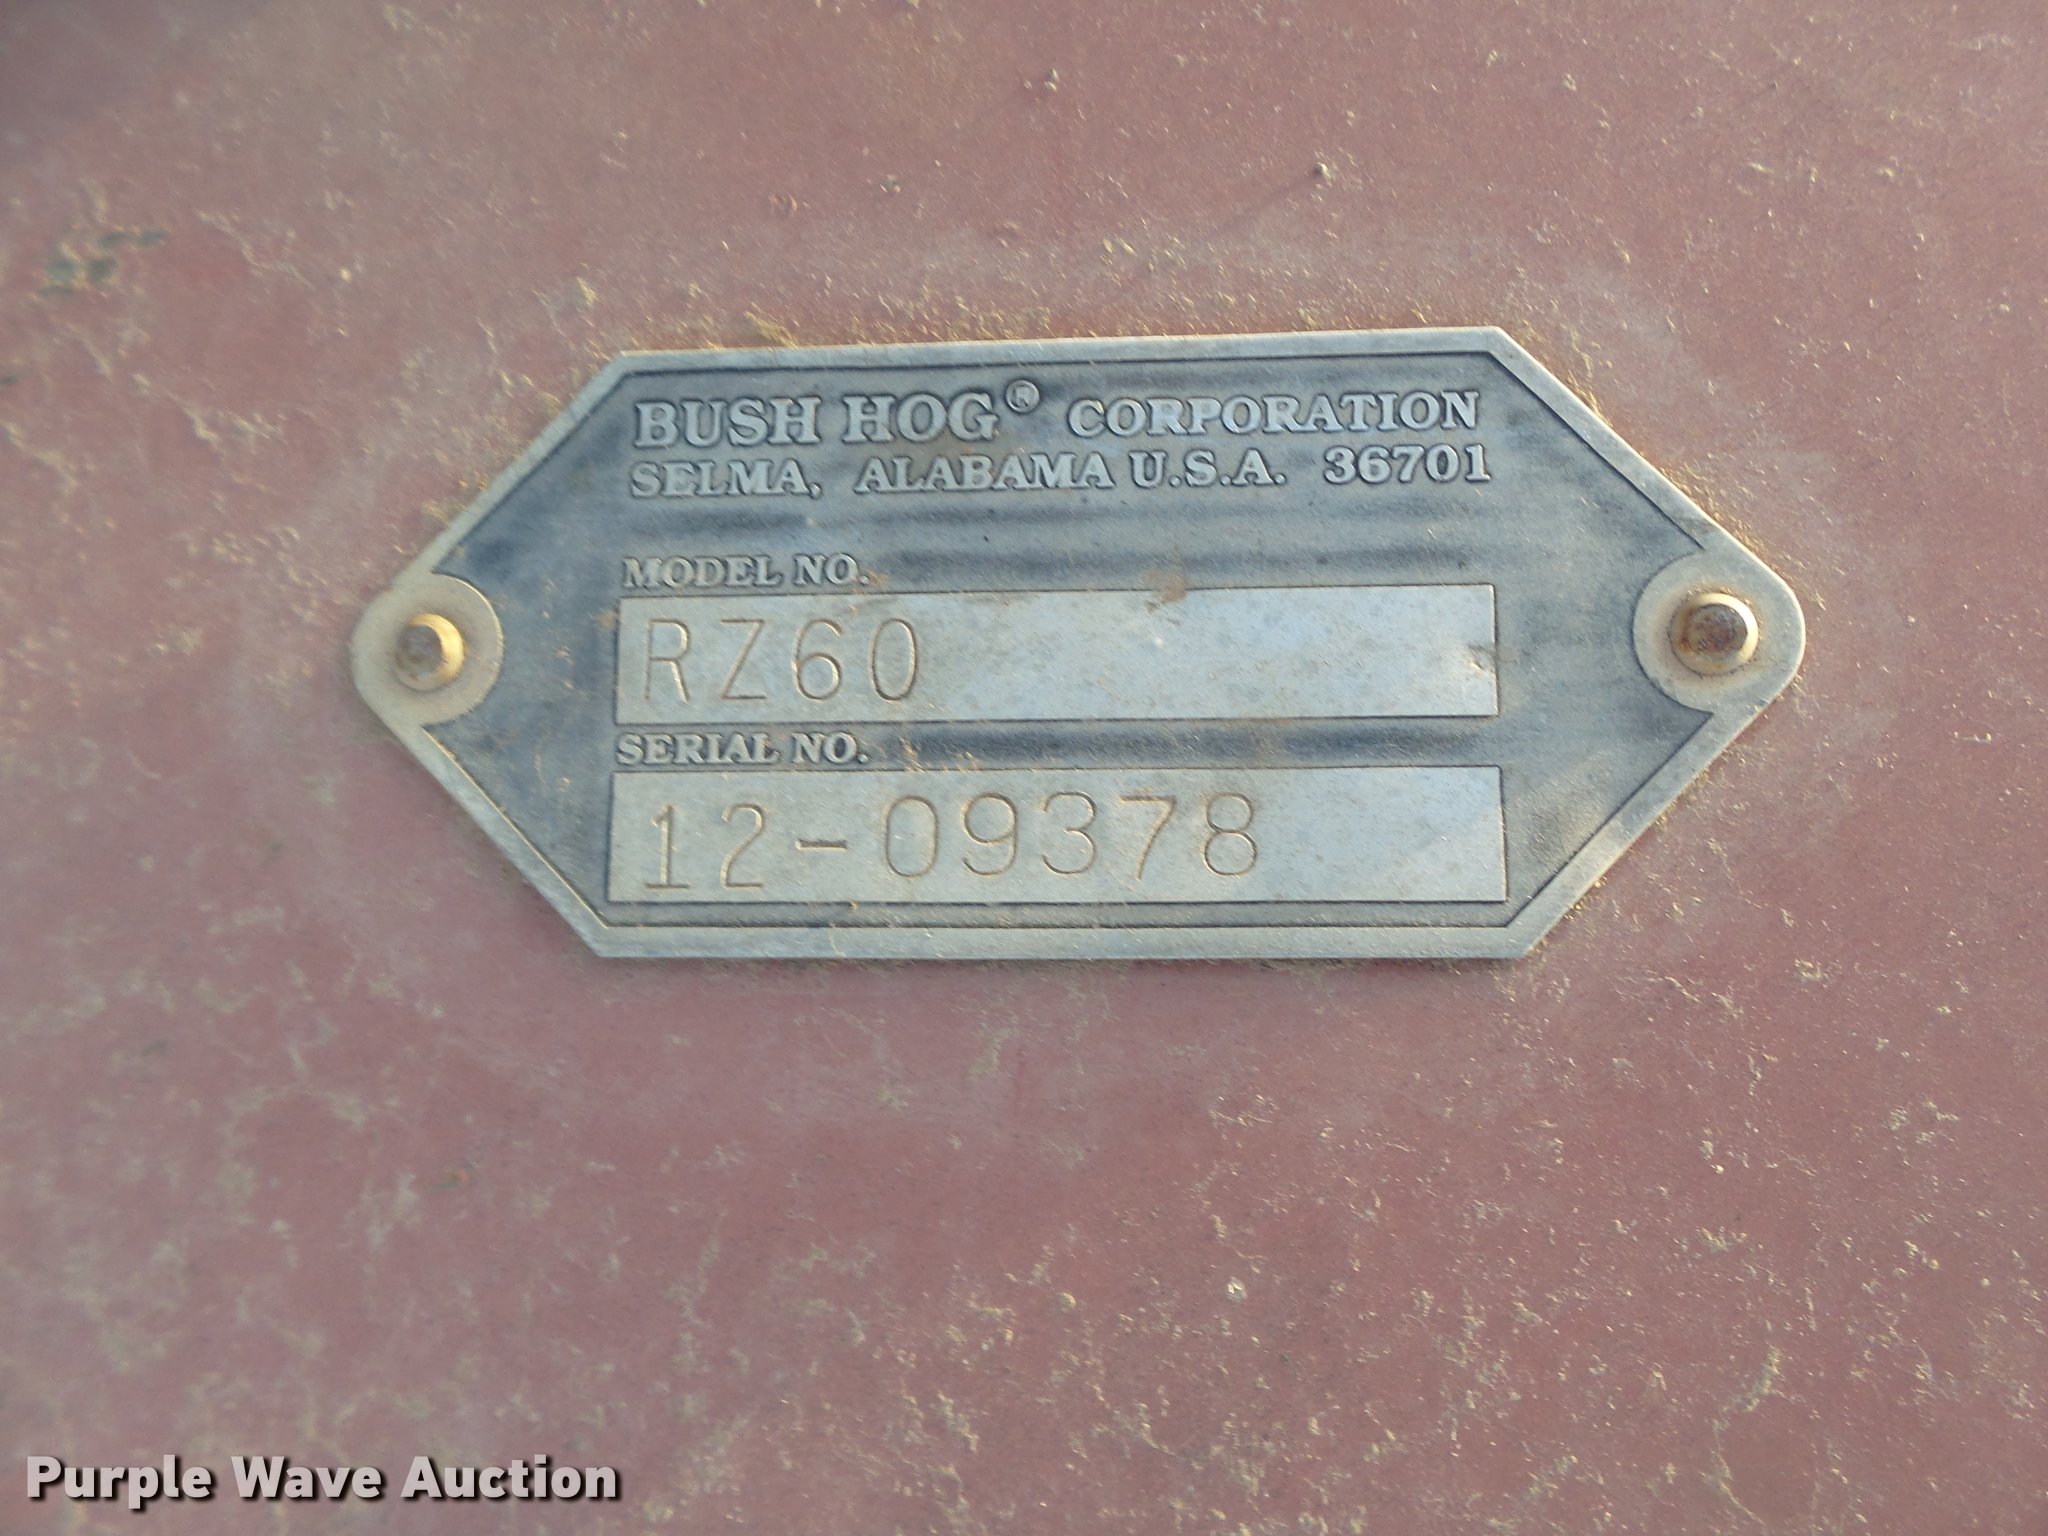 BUSH HOG® CORPORATION
SELMA, ALABAMA U.S.A. 36701
MODEL NO.
RZ60
SERIAL NO.
12-09378
Purple Wave Auction